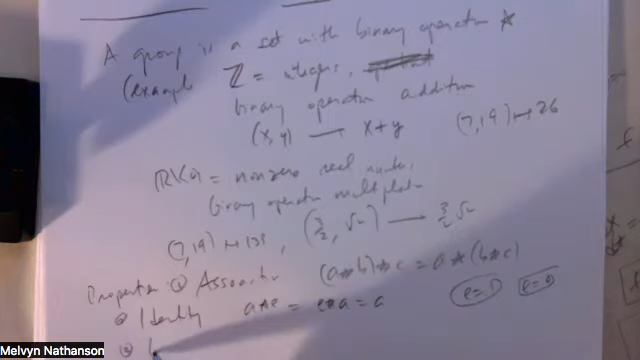 A group is a set with binary operation *
(example ℤ = integers,
binary operation addition
(x, y) → x+y (7, 19) ↦ 26
= nonzero real numbers
binary operation multiplication
(7, 19) ↦ 133, (3/2, √2) → 3/2 √2
Properties ① Associative (a*b)*c = a*(b*c)
② Identity a*e = e*a = a e=1 e=0
③
Melvyn Nathanson